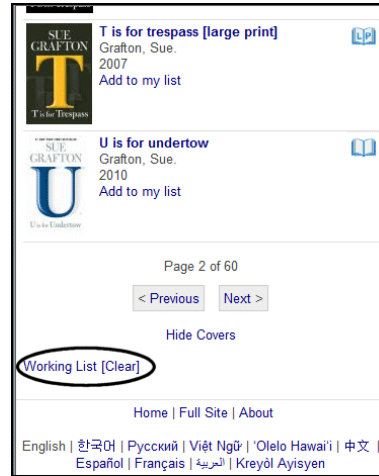 SUE
GRAFTON
T is for Trespass
T is for trespass [large print]
Grafton, Sue.
2007
Add to my list
LP
SUE
GRAFTON
U
U is for Undertow
U is for undertow
Grafton, Sue.
2010
Add to my list
Page 2 of 60
< Previous Next >
Hide Covers
Working List [Clear]
Home | Full Site | About
English | 한국어 | Русский | Việt Ngữ | 'Olelo Hawai'i | 中文 |
Español | Français | العربية | Kreyòl Ayisyen